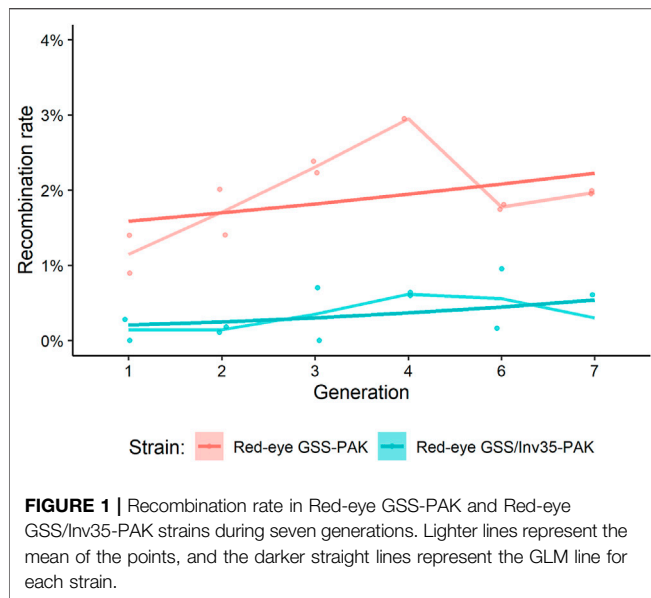 4%
3%
2%
1%
0%
Recombination rate
1 2 3 4 6 7
Generation
Strain: Red-eye GSS-PAK Red-eye GSS/Inv35-PAK
FIGURE 1 | Recombination rate in Red-eye GSS-PAK and Red-eye
GSS/Inv35-PAK strains during seven generations. Lighter lines represent the
mean of the points, and the darker straight lines represent the GLM line for
each strain.